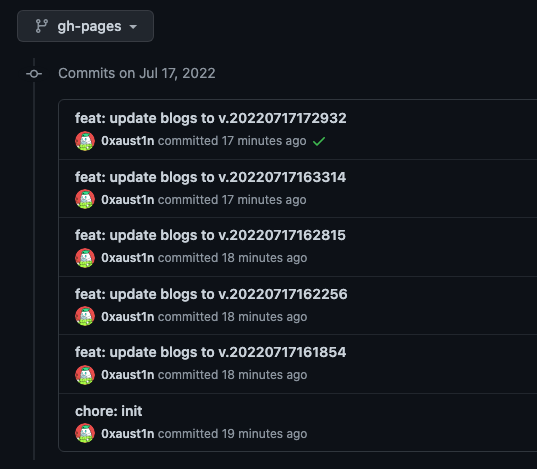 gh-pages
Commits on Jul 17, 2022
feat: update blogs to v.20220717172932
0xaust1n committed 17 minutes ago
feat: update blogs to v.20220717163314
0xaust1n committed 17 minutes ago
feat: update blogs to v.20220717162815
0xaust1n committed 18 minutes ago
feat: update blogs to v.20220717162256
0xaust1n committed 18 minutes ago
feat: update blogs to v.20220717161854
0xaust1n committed 18 minutes ago
chore: init
0xaust1n committed 19 minutes ago